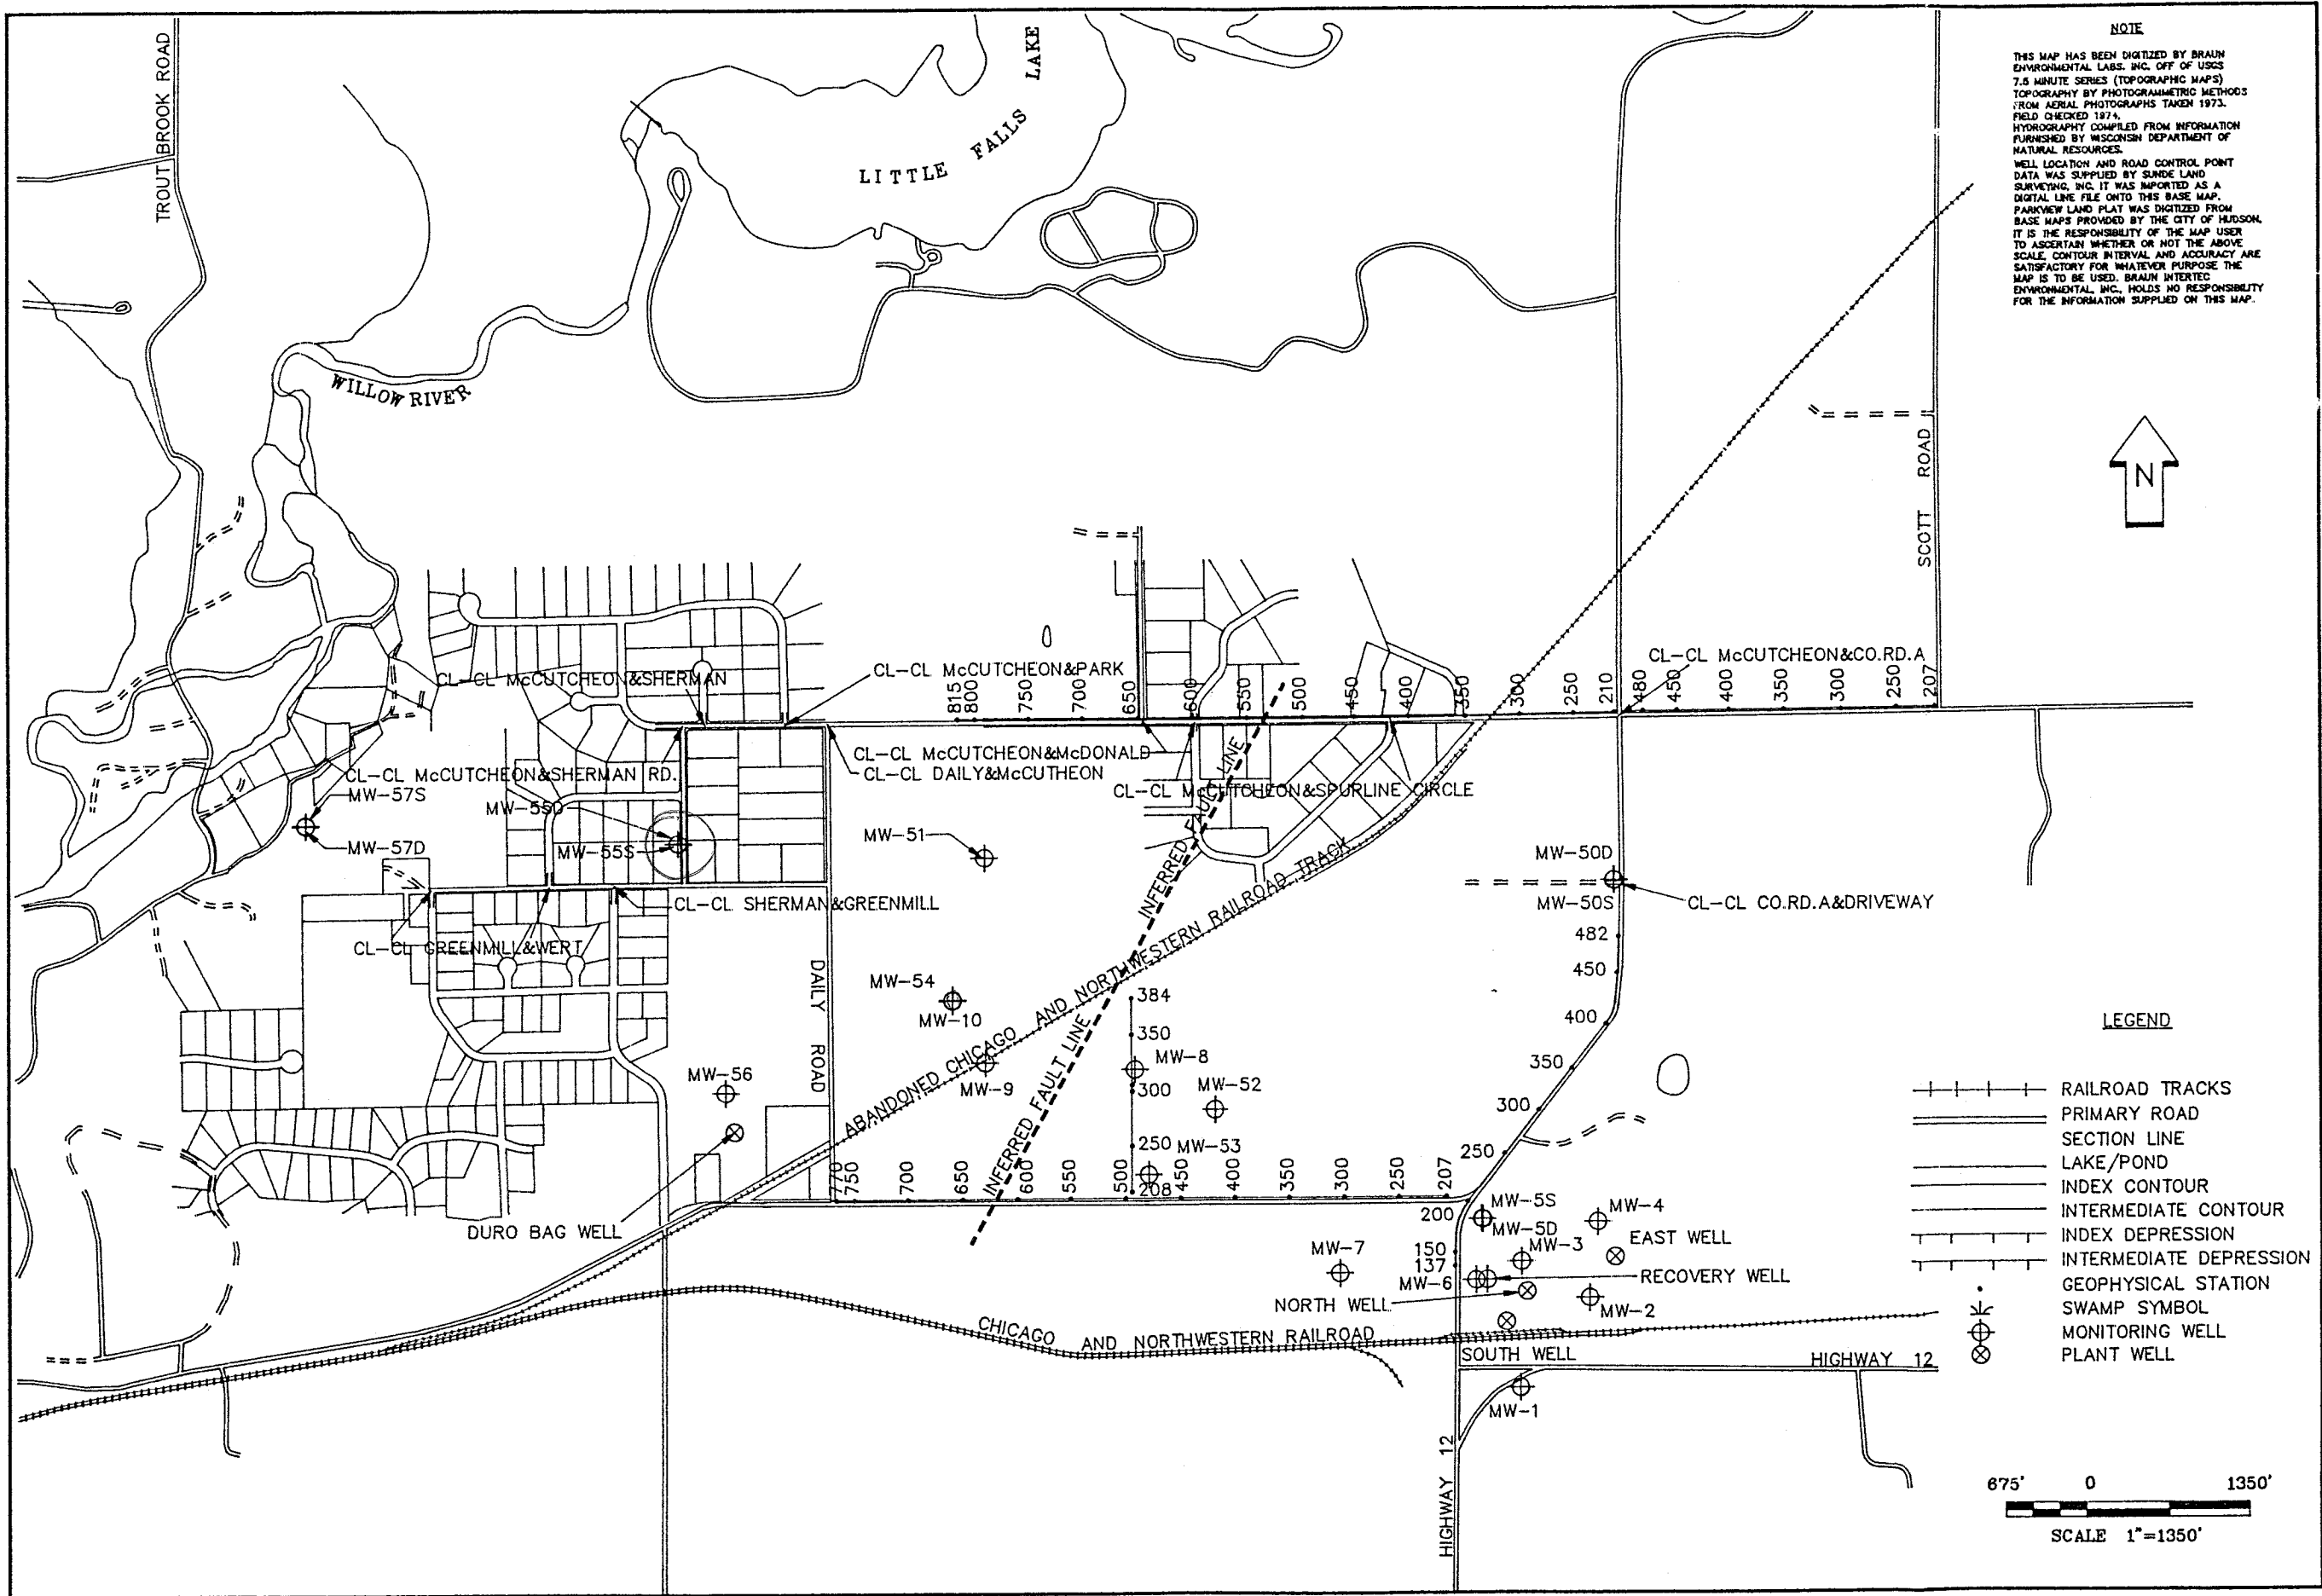 NOTE
THIS MAP HAS BEEN DIGITIZED BY BRAUN
ENVIRONMENTAL LABS. INC. OFF OF USGS
7.5 MINUTE SERIES (TOPOGRAPHIC MAPS)
TOPOGRAPHY BY PHOTOGRAMMETRIC METHODS
FROM AERIAL PHOTOGRAPHS TAKEN 1973.
FIELD CHECKED 1974.
HYDROGRAPHY COMPILED FROM INFORMATION
FURNISHED BY WISCONSIN DEPARTMENT OF
NATURAL RESOURCES.
WELL LOCATION AND ROAD CONTROL POINT
DATA WAS SUPPLIED BY SUNDE LAND
SURVEYING, INC. IT WAS IMPORTED AS A
DIGITAL LINE FILE ONTO THIS BASE MAP.
PARKVIEW LAND PLAT WAS DIGITIZED FROM
BASE MAPS PROVIDED BY THE CITY OF HUDSON.
IT IS THE RESPONSIBILITY OF THE MAP USER
TO ASCERTAIN WHETHER OR NOT THE ABOVE
SCALE, CONTOUR INTERVAL AND ACCURACY ARE
SATISFACTORY FOR WHATEVER PURPOSE THE
MAP IS TO BE USED. BRAUN INTERTEC
ENVIRONMENTAL, INC., HOLDS NO RESPONSIBILITY
FOR THE INFORMATION SUPPLIED ON THIS MAP.
TROUT BROOK ROAD
LITTLE FALLS LAKE
WILLOW RIVER
SCOTT ROAD
N
CL-CL McCUTCHEON&PARK
CL-CL McCUTCHEON&SHERMAN
CL-CL McCUTCHEON&CO.RD.A
815 800 750 700 650 600 550 500 450 400 350 300 250 210 480 450 400 350 300 250 207
CL-CL McCUTCHEON&McDONALD
CL-CL DAILY&McCUTHEON
CL-CL McCUTCHEON&SHERMAN RD.
CL-CL McCUTCHEON&SPURLINE CIRCLE
MW-57S
MW-57D
MW-55D
MW-55S
MW-51
INFERRED FAULT LINE
MW-50D
MW-50S
CL-CL CO.RD.A&DRIVEWAY
CL-CL SHERMAN&GREENMILL
CL-CL GREENMILL&WERT
482
450
400
350
300
250
DAILY ROAD
MW-54
MW-10
ABANDONED CHICAGO AND NORTHWESTERN RAILROAD TRACK
384
350
300
250
208
MW-8
MW-9
MW-52
MW-56
MW-53
INFERRED FAULT LINE
770 750 700 650 600 550 500 450 400 350 300 250 207
DURO BAG WELL
200
150
137
MW-5S
MW-5D
MW-4
EAST WELL
MW-3
MW-7
MW-6
RECOVERY WELL
NORTH WELL
MW-2
CHICAGO AND NORTHWESTERN RAILROAD
SOUTH WELL
HIGHWAY 12
MW-1
HIGHWAY 12
LEGEND
RAILROAD TRACKS
PRIMARY ROAD
SECTION LINE
LAKE/POND
INDEX CONTOUR
INTERMEDIATE CONTOUR
INDEX DEPRESSION
INTERMEDIATE DEPRESSION
GEOPHYSICAL STATION
SWAMP SYMBOL
MONITORING WELL
PLANT WELL
675' 0 1350'
SCALE 1"=1350'